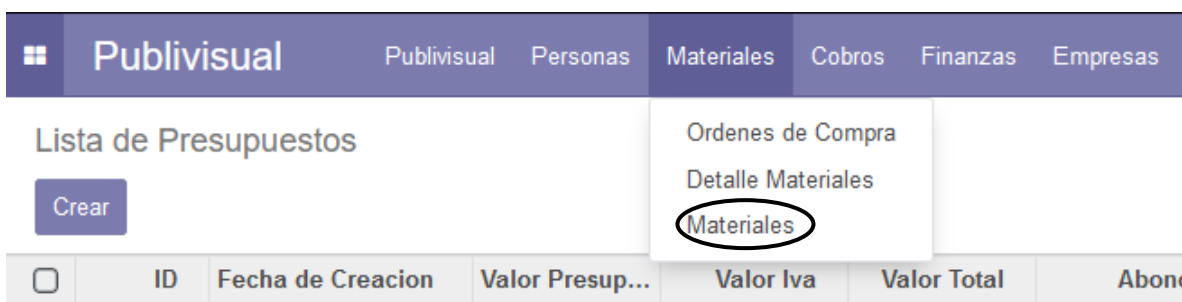 Publivisual Publivisual Personas Materiales Cobros Finanzas Empresas
Lista de Presupuestos
Crear
Ordenes de Compra
Detalle Materiales
Materiales
ID Fecha de Creacion Valor Presup... Valor Iva Valor Total Abono